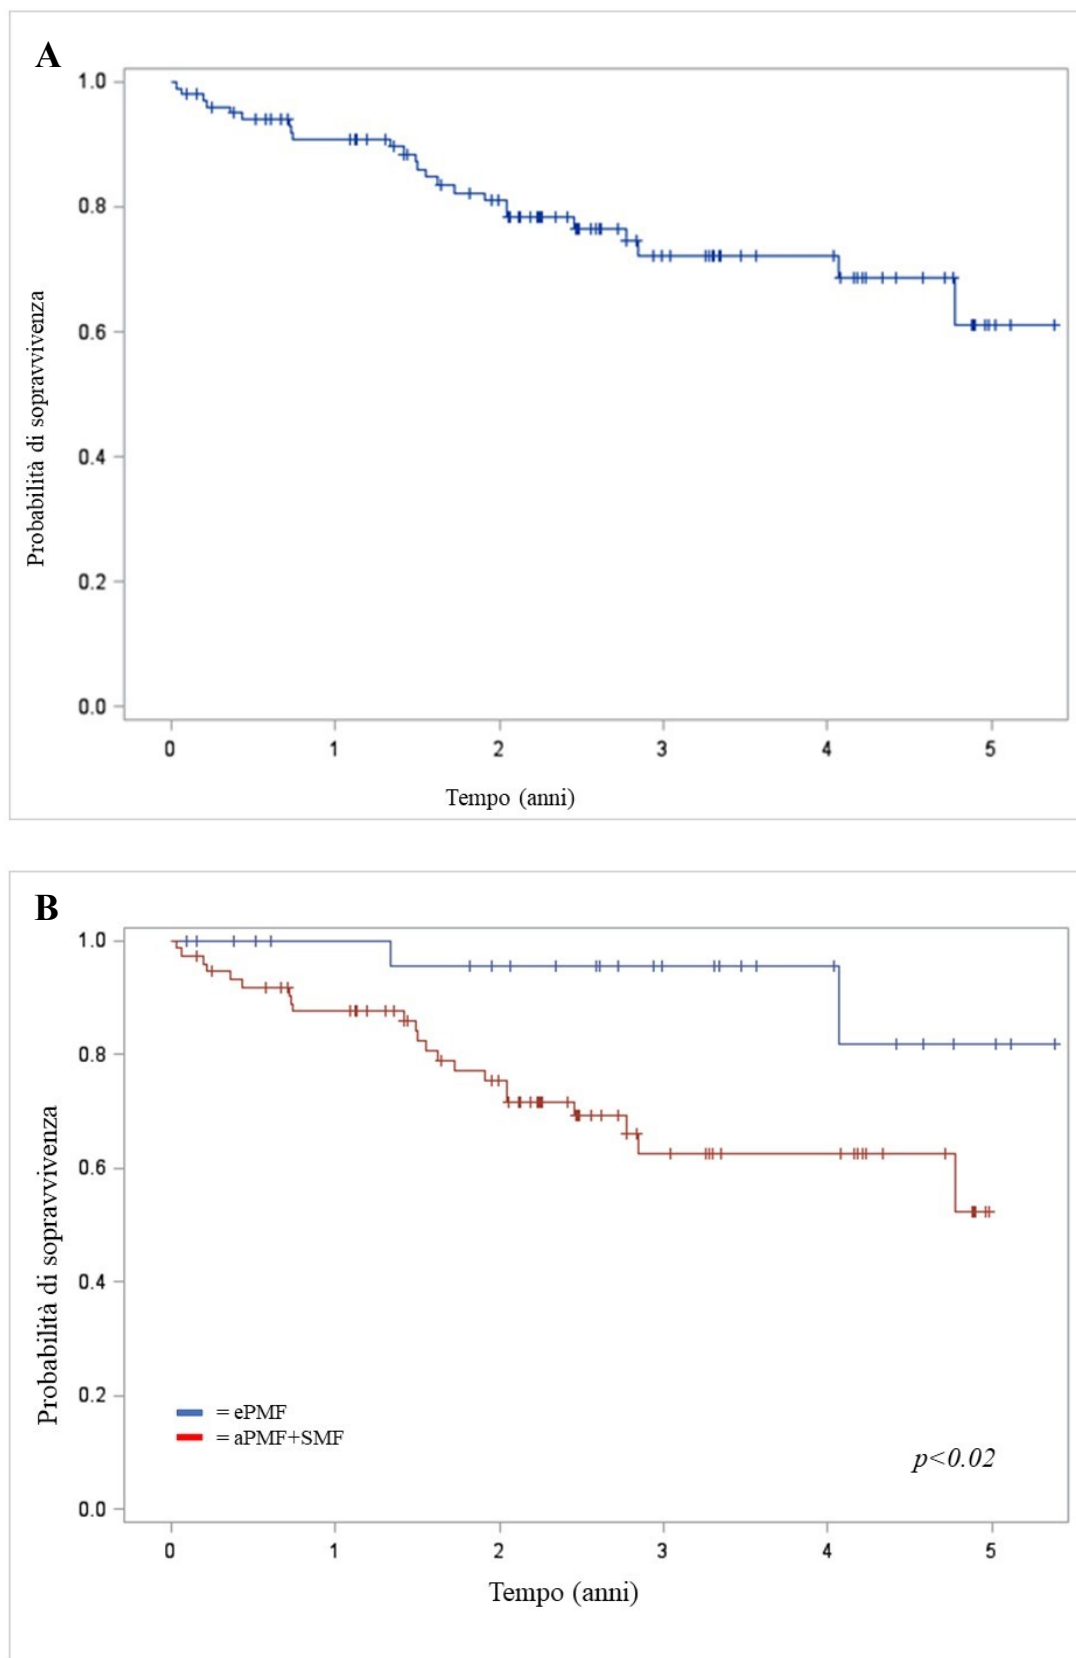 A
1.0
0.8
0.6
0.4
0.2
0.0
Probabilità di sopravvivenza
0 1 2 3 4 5
Tempo (anni)
B
1.0
0.8
0.6
0.4
0.2
0.0
Probabilità di sopravvivenza
= ePMF
= aPMF+SMF
p<0.02
0 1 2 3 4 5
Tempo (anni)